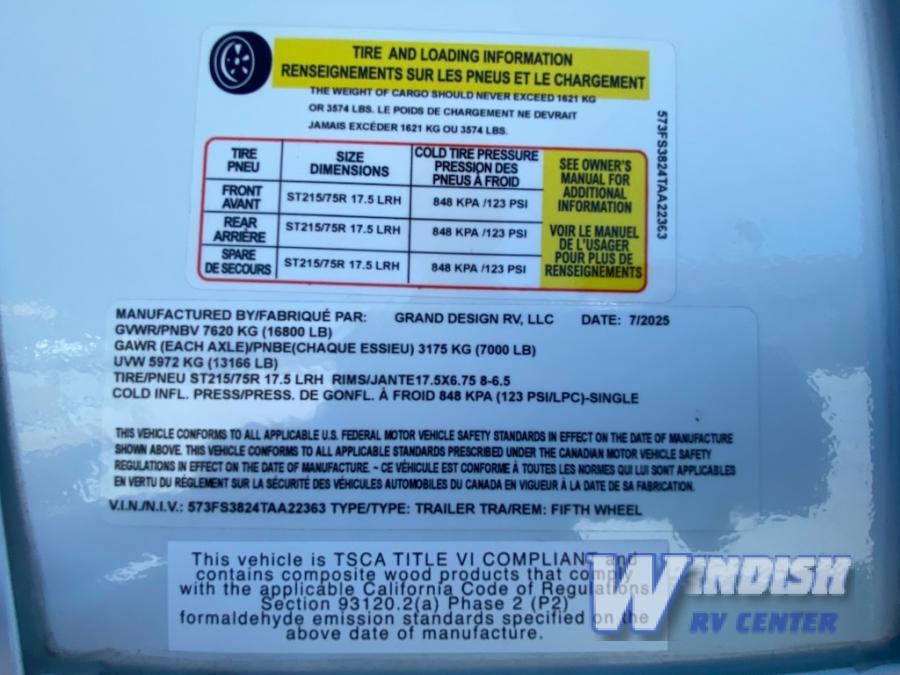 TIRE AND LOADING INFORMATION
RENSEIGNEMENTS SUR LES PNEUS ET LE CHARGEMENT
THE WEIGHT OF CARGO SHOULD NEVER EXCEED 1621 KG
OR 3574 LBS. LE POIDS DE CHARGEMENT NE DEVRAIT
JAMAIS EXCÉDER 1621 KG OU 3574 LBS.
TIRE PNEU SIZE DIMENSIONS COLD TIRE PRESSURE PRESSION DES PNEUS À FROID
FRONT AVANT ST215/75R 17.5 LRH 848 KPA /123 PSI
REAR ARRIÈRE ST215/75R 17.5 LRH 848 KPA /123 PSI
SPARE DE SECOURS ST215/75R 17.5 LRH 848 KPA /123 PSI
SEE OWNER'S
MANUAL FOR
ADDITIONAL
INFORMATION
VOIR LE MANUEL
DE L'USAGER
POUR PLUS DE
RENSEIGNEMENTS
573FS3824TAA22363
MANUFACTURED BY/FABRIQUÉ PAR: GRAND DESIGN RV, LLC DATE: 7/2025
GVWR/PNBV 7620 KG (16800 LB)
GAWR (EACH AXLE)/PNBE(CHAQUE ESSIEU) 3175 KG (7000 LB)
UVW 5972 KG (13166 LB)
TIRE/PNEU ST215/75R 17.5 LRH RIMS/JANTE17.5X6.75 8-6.5
COLD INFL. PRESS/PRESS. DE GONFL. À FROID 848 KPA (123 PSI/LPC)-SINGLE
THIS VEHICLE CONFORMS TO ALL APPLICABLE U.S. FEDERAL MOTOR VEHICLE SAFETY STANDARDS IN EFFECT ON THE DATE OF MANUFACTURE
SHOWN ABOVE. THIS VEHICLE CONFORMS TO ALL APPLICABLE STANDARDS PRESCRIBED UNDER THE CANADIAN MOTOR VEHICLE SAFETY
REGULATIONS IN EFFECT ON THE DATE OF MANUFACTURE. ~ CE VÉHICULE EST CONFORME À TOUTES LES NORMES QUI LUI SONT APPLICABLES
EN VERTU DU RÉGLEMENT SUR LA SÉCURITÉ DES VÉHICULES AUTOMOBILES DU CANADA EN VIGUEUR À LA DATE DE SA FABRICATION.
V.I.N./N.I.V.: 573FS3824TAA22363 TYPE/TYPE: TRAILER TRA/REM: FIFTH WHEEL
This vehicle is TSCA TITLE VI COMPLIANT and
contains composite wood products that comply
with the applicable California Code of Regulations
Section 93120.2(a) Phase 2 (P2)
formaldehyde emission standards specified on the
above date of manufacture.
WINDISH
RV CENTER